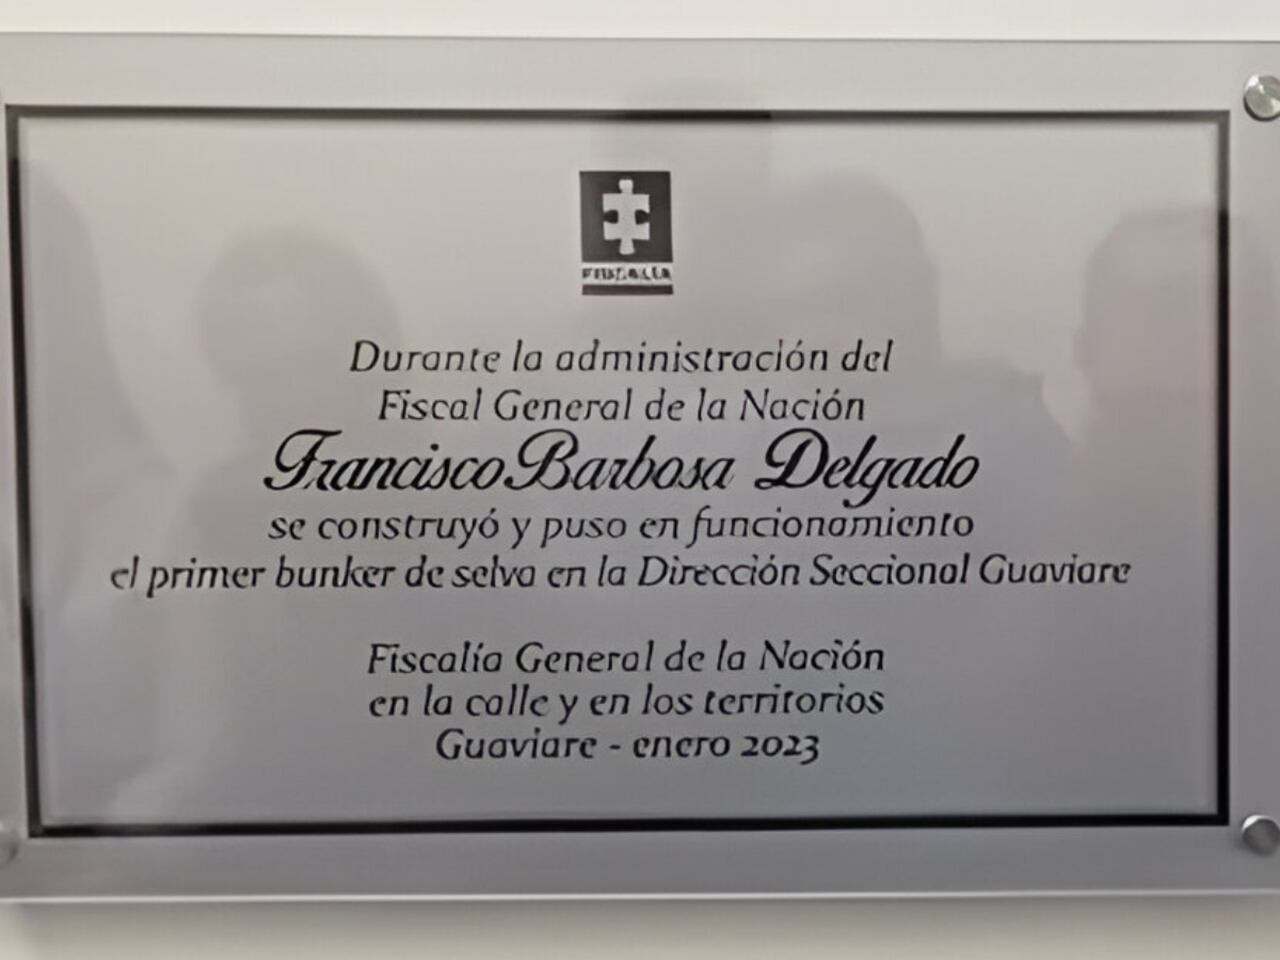 FISCALÍA
Durante la administración del
Fiscal General de la Nación
Francisco Barbosa Delgado
se construyó y puso en funcionamiento
el primer bunker de selva en la Dirección Seccional Guaviare
Fiscalía General de la Nación
en la calle y en los territorios
Guaviare - enero 2023